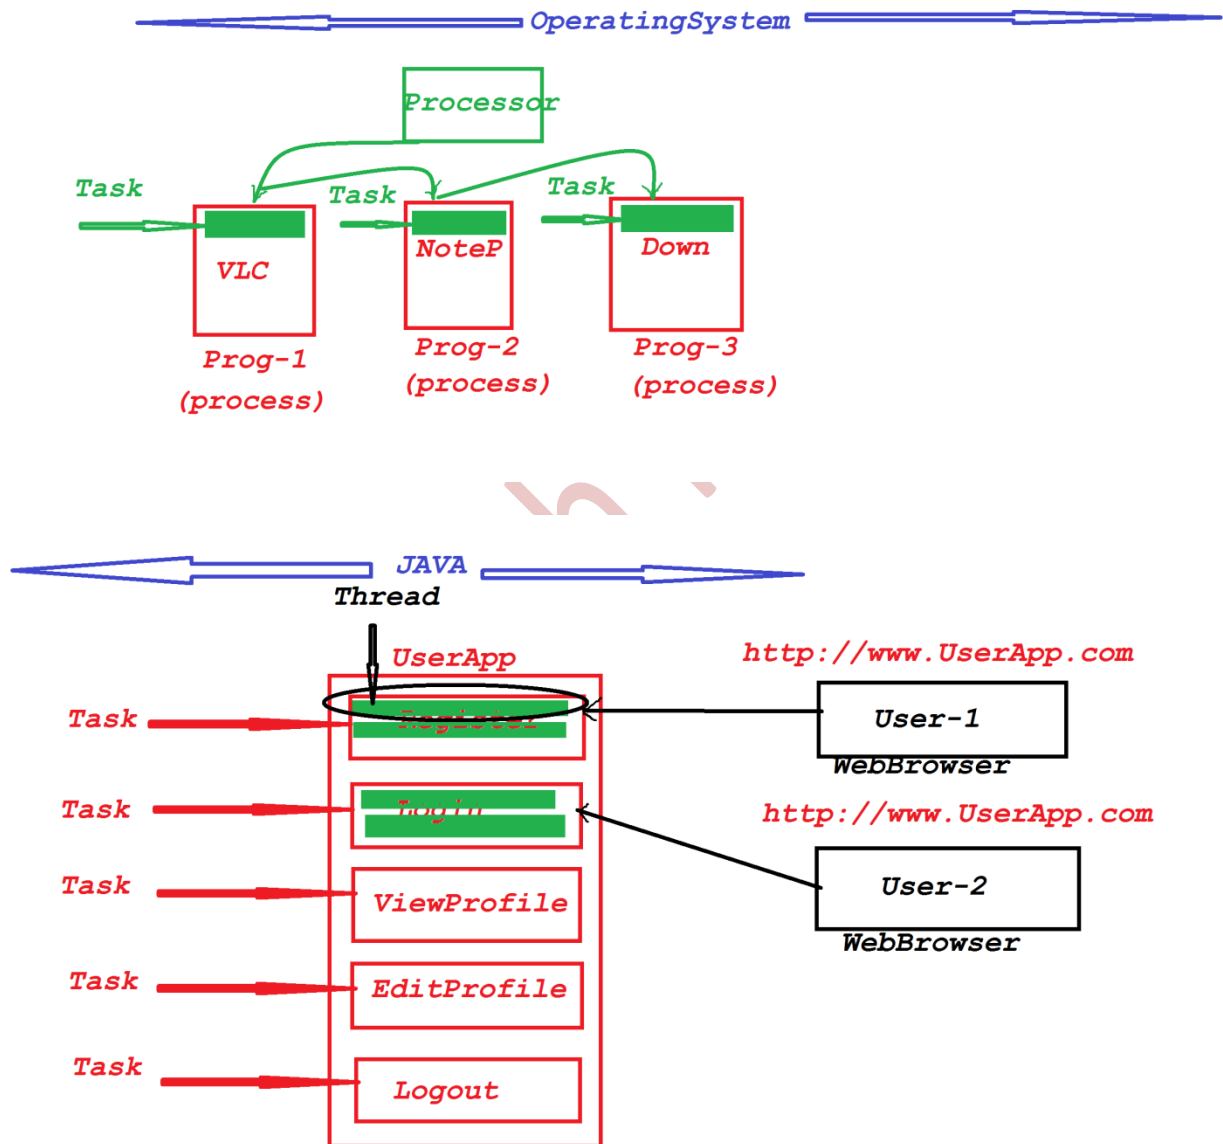 OperatingSystem
Processor
Task
Task
Task
VLC
NoteP
Down
Prog-1
(process)
Prog-2
(process)
Prog-3
(process)
JAVA
Thread
UserApp
http://www.UserApp.com
Task
Register
User-1
WebBrowser
Task
Login
http://www.UserApp.com
Task
ViewProfile
User-2
WebBrowser
Task
EditProfile
Task
Logout